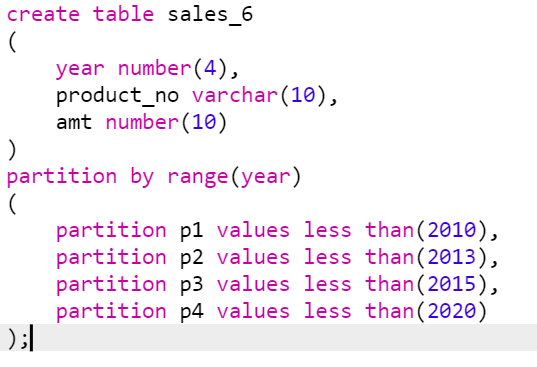 create table sales_6
(
    year number(4),
    product_no varchar(10),
    amt number(10)
)
partition by range(year)
(
    partition p1 values less than(2010),
    partition p2 values less than(2013),
    partition p3 values less than(2015),
    partition p4 values less than(2020)
);